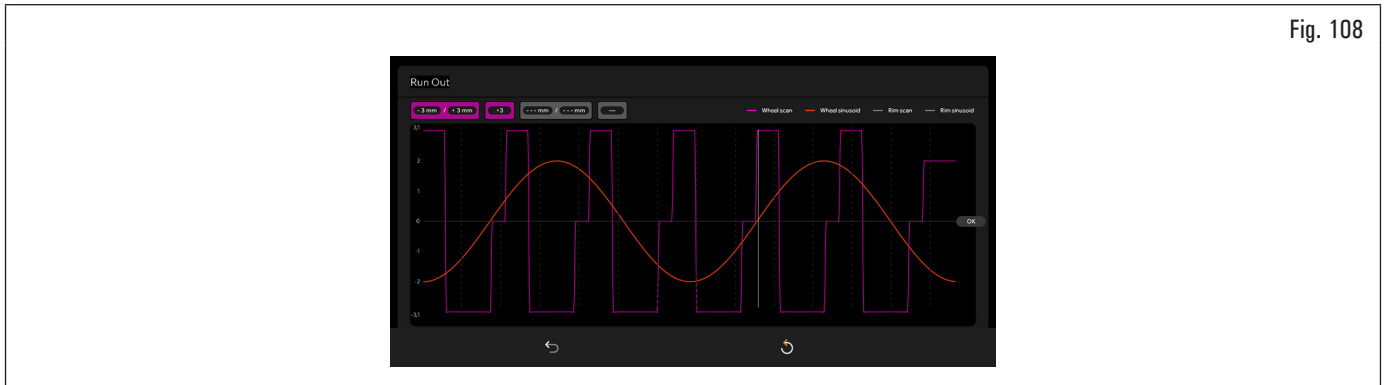 Fig. 108
Run Out
- 3 mm / + 3 mm +3 - - - mm / - - - mm --- Wheel scan Wheel sinusoid Rim scan Rim sinusoid
3,1
2
1
0 OK
-1
-2
-3,1